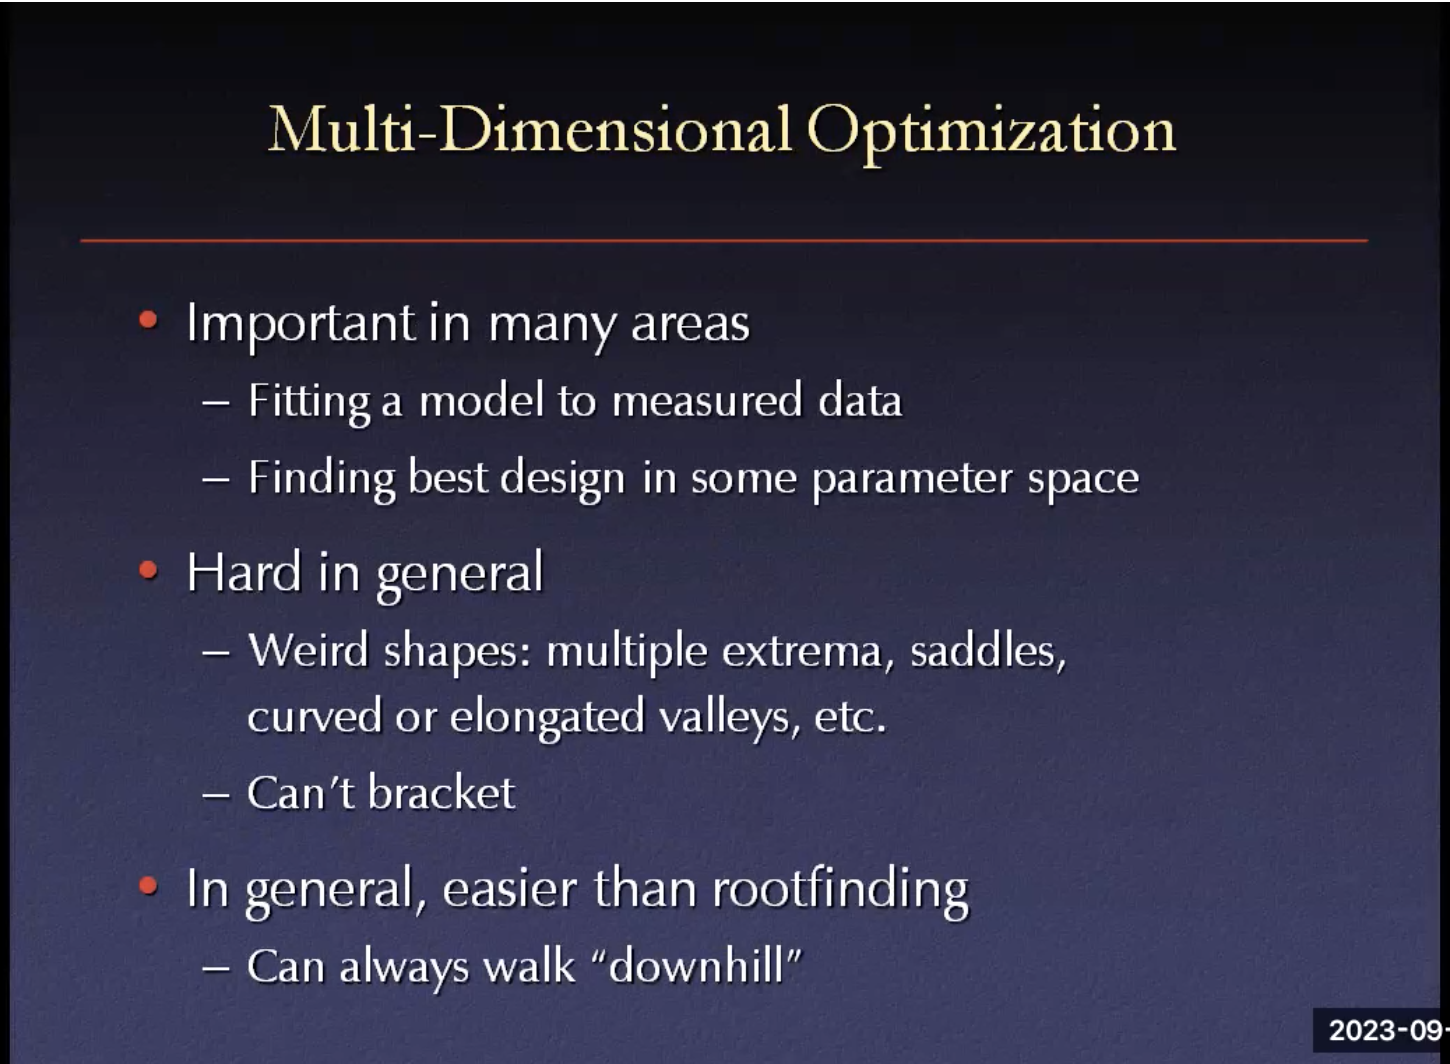 Multi-Dimensional Optimization
• Important in many areas
– Fitting a model to measured data
– Finding best design in some parameter space
• Hard in general
– Weird shapes: multiple extrema, saddles,
curved or elongated valleys, etc.
– Can’t bracket
• In general, easier than rootfinding
– Can always walk “downhill”
2023-09-